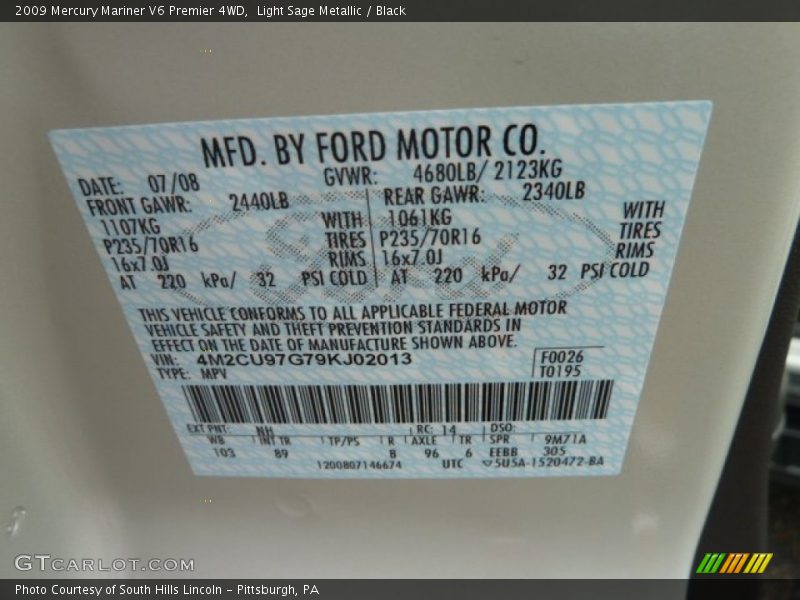 2009 Mercury Mariner V6 Premier 4WD,  Light Sage Metallic / Black
MFD. BY FORD MOTOR CO.
DATE: 07/08 GVWR: 4680LB/ 2123KG
FRONT GAWR: 2440LB REAR GAWR: 2340LB
1107KG WITH 1061KG WITH
P235/70R16 TIRES P235/70R16 TIRES
16x7.0J RIMS 16x7.0J RIMS
AT 220 kPa/ 32 PSI COLD AT 220 kPa/ 32 PSI COLD
THIS VEHICLE CONFORMS TO ALL APPLICABLE FEDERAL MOTOR
VEHICLE SAFETY AND THEFT PREVENTION STANDARDS IN
EFFECT ON THE DATE OF MANUFACTURE SHOWN ABOVE.
VIN: 4M2CU97G79KJ02013 F0026
TYPE: MPV T0195
EXT PNT: NH RC: 14 DSO:
WB INT TR TP/PS R AXLE TR SPR 9M71A
103 89 B 96 6 EEBB 305
1200807146674 UTC 5U5A-1520472-BA
GTCARLOT.COM
Photo Courtesy of South Hills Lincoln - Pittsburgh, PA